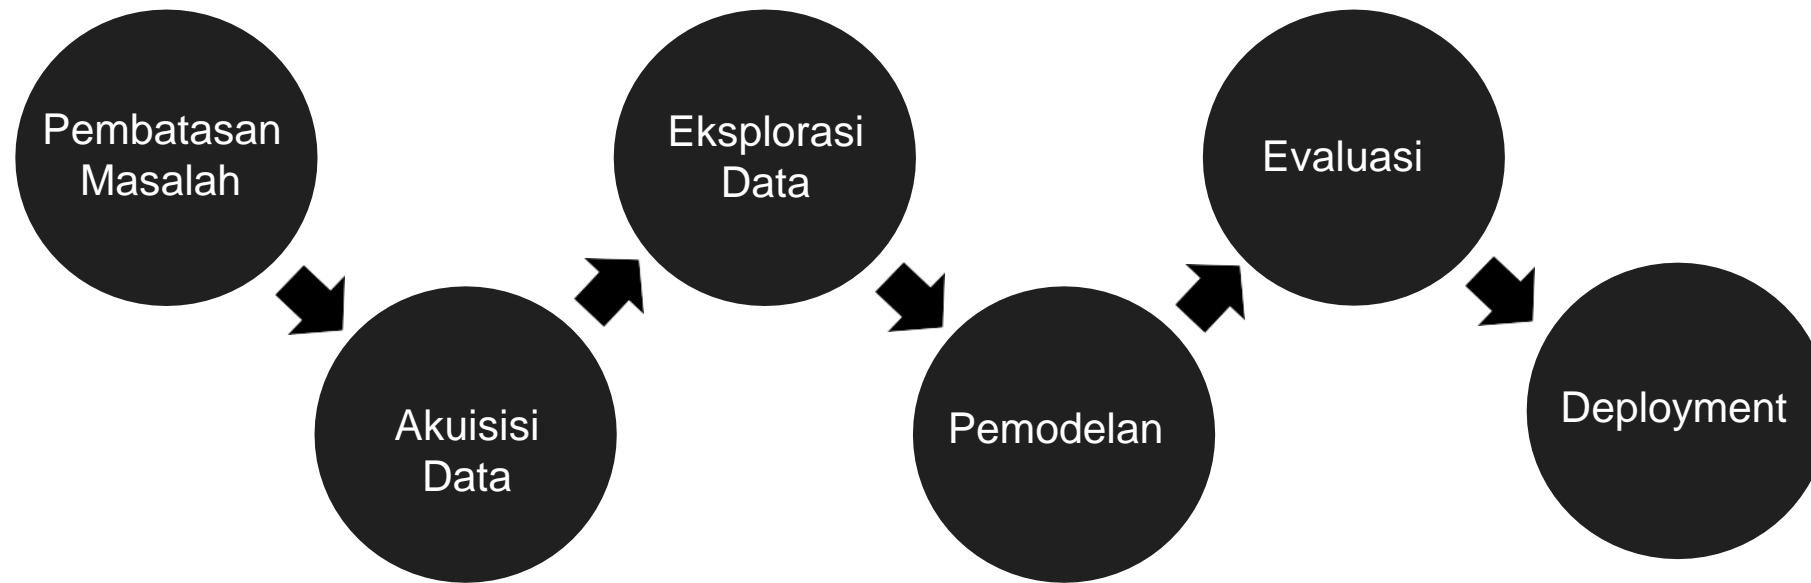 Pembatasan
Masalah
Akuisisi
Data
Eksplorasi
Data
Pemodelan
Evaluasi
Deployment